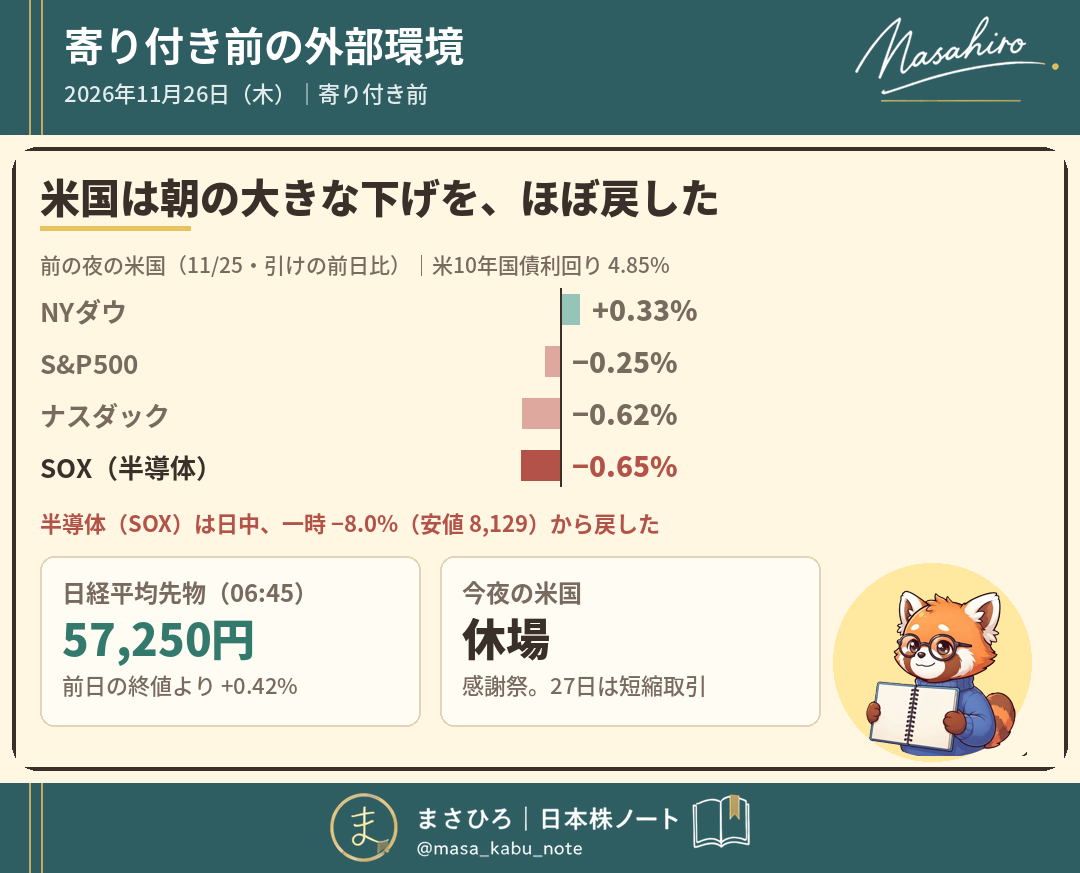 寄り付き前の外部環境
2026年11月26日（木）｜寄り付き前
Masahiro
米国は朝の大きな下げを、ほぼ戻した
前の夜の米国（11/25・引けの前日比）｜米10年国債利回り 4.85%
NYダウ +0.33%
S&P500 −0.25%
ナスダック −0.62%
SOX（半導体） −0.65%
半導体（SOX）は日中、一時 −8.0%（安値 8,129）から戻した
日経平均先物（06:45）
57,250円
前日の終値より +0.42%
今夜の米国
休場
感謝祭。27日は短縮取引
ま
まさひろ｜日本株ノート
@masa_kabu_note